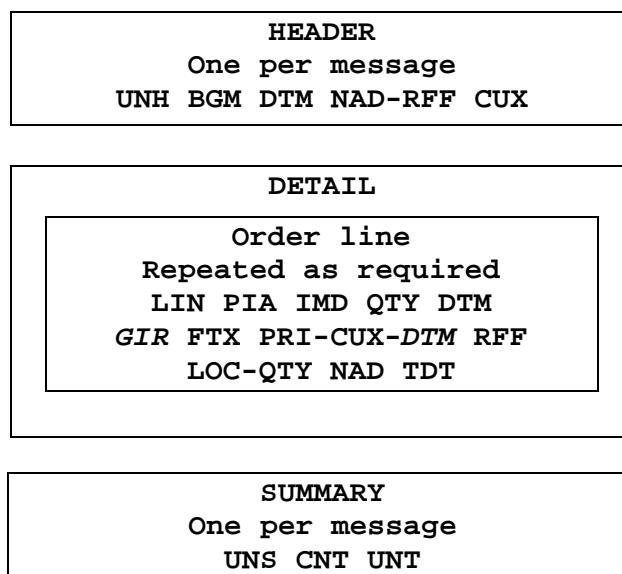 HEADER
One per message
UNH BGM DTM NAD-RFF CUX
DETAIL
Order line
Repeated as required
LIN PIA IMD QTY DTM
GIR FTX PRI-CUX-DTM RFF
LOC-QTY NAD TDT
SUMMARY
One per message
UNS CNT UNT